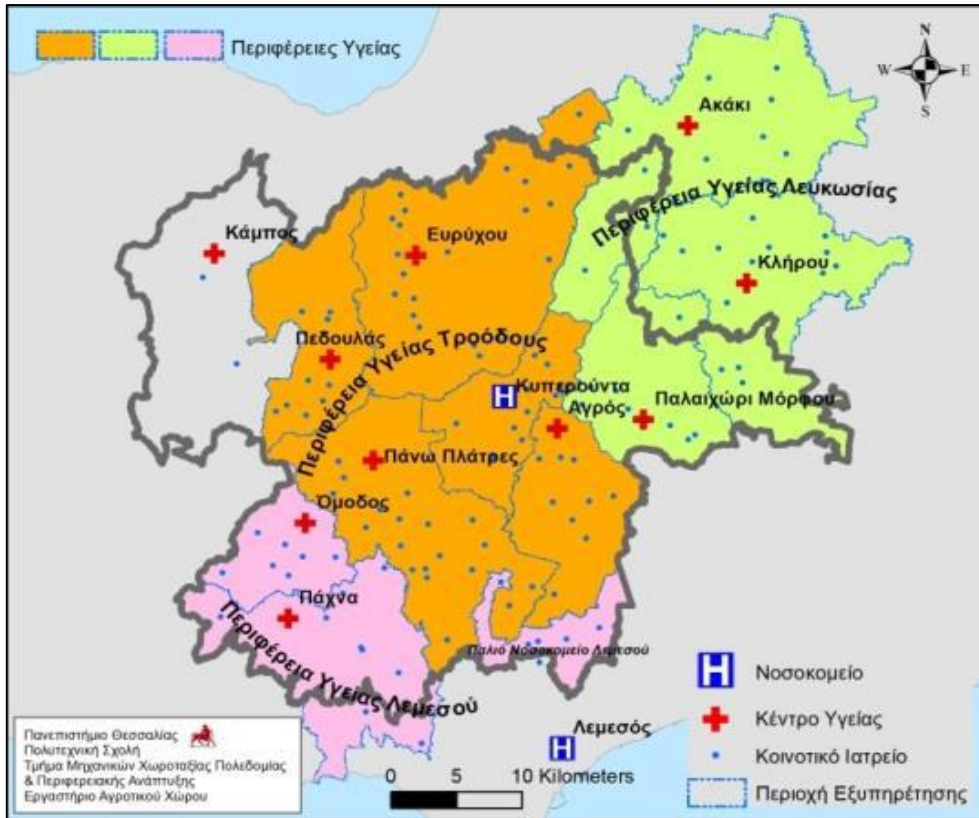 Περιφέρειες Υγείας
N
W E
S
Ακάκι
Περιφέρεια Υγείας Λευκωσίας
Κάμπος
Ευρύχου
Κλήρου
Πεδουλάς
Περιφέρεια Υγείας Τροόδους
Κυπερούντα
H
Αγρός
Παλαιχώρι Μόρφου
Πάνω Πλάτρες
Όμοδος
Πάχνα
Περιφέρεια Υγείας Λεμεσού
Παλιό Νοσοκομείο Λεμεσού
H Νοσοκομείο
Λεμεσός
H
Κέντρο Υγείας
Κοινοτικό Ιατρείο
Περιοχή Εξυπηρέτησης
0 5 10 Kilometers
Πανεπιστήμιο Θεσσαλίας
Πολυτεχνική Σχολή
Τμήμα Μηχανικών Χωροταξίας Πολεδομίας
& Περιφερειακής Ανάπτυξης
Εργαστήριο Αγροτικού Χώρου